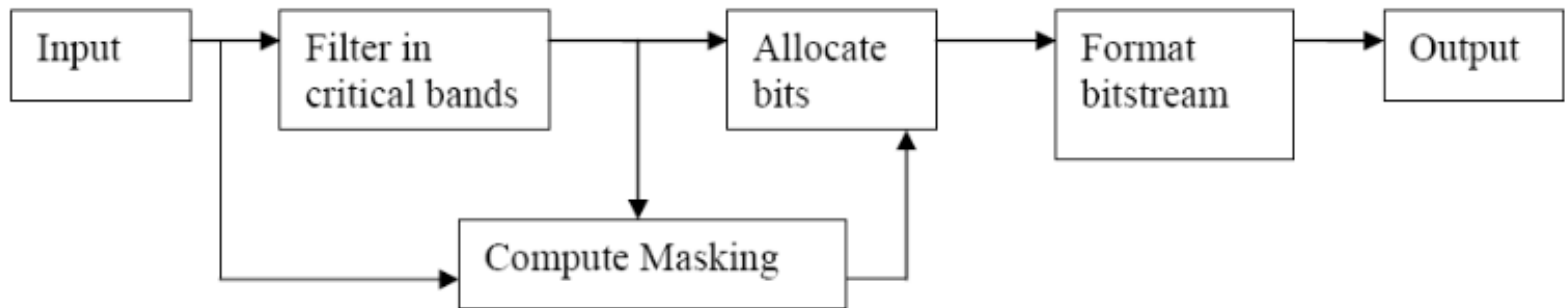 Input
Filter in
critical bands
Allocate
bits
Format
bitstream
Output
Compute Masking